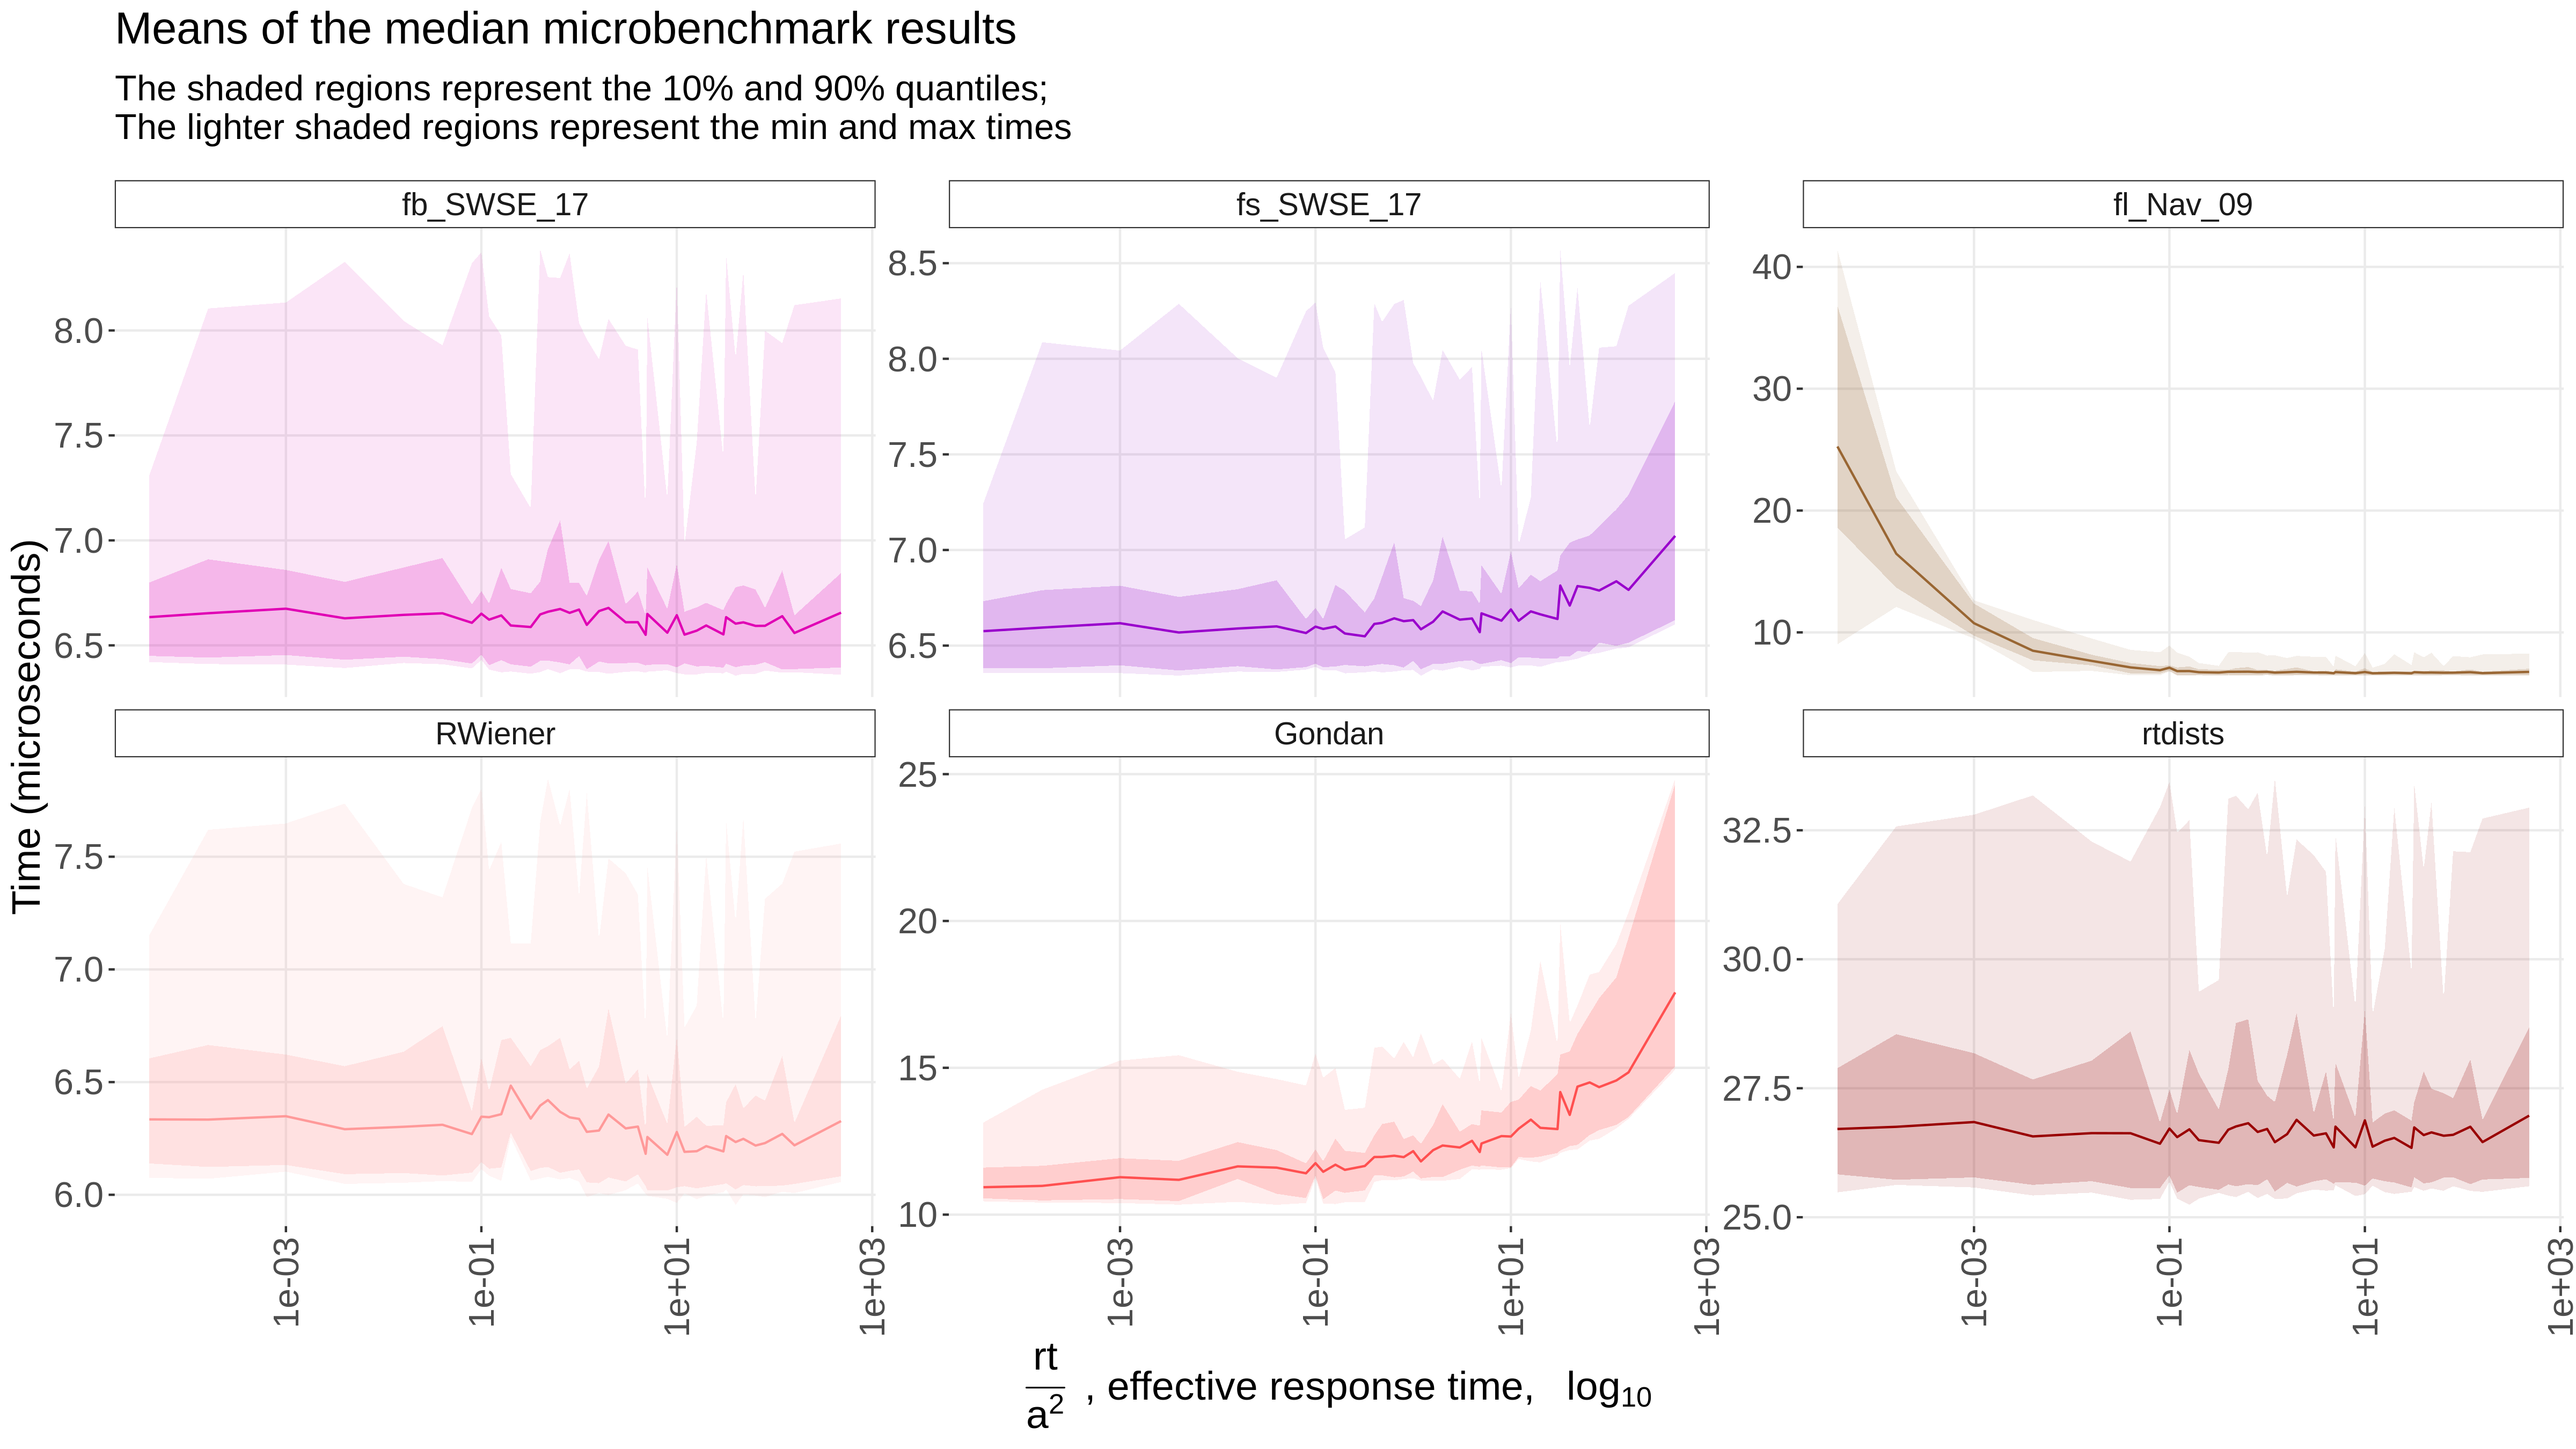 Means of the median microbenchmark results
The shaded regions represent the 10% and 90% quantiles;
The lighter shaded regions represent the min and max times
fb_SWSE_17
fs_SWSE_17
fl_Nav_09
8.0
7.5
7.0
6.5
8.5
8.0
7.5
7.0
6.5
40
30
20
10
Time (microseconds)
RWiener
Gondan
rtdists
7.5
7.0
6.5
6.0
25
20
15
10
32.5
30.0
27.5
25.0
1e-03
1e-01
1e+01
1e+03
1e-03
1e-01
1e+01
1e+03
1e-03
1e-01
1e+01
1e+03
rt
a² , effective response time, log₁₀